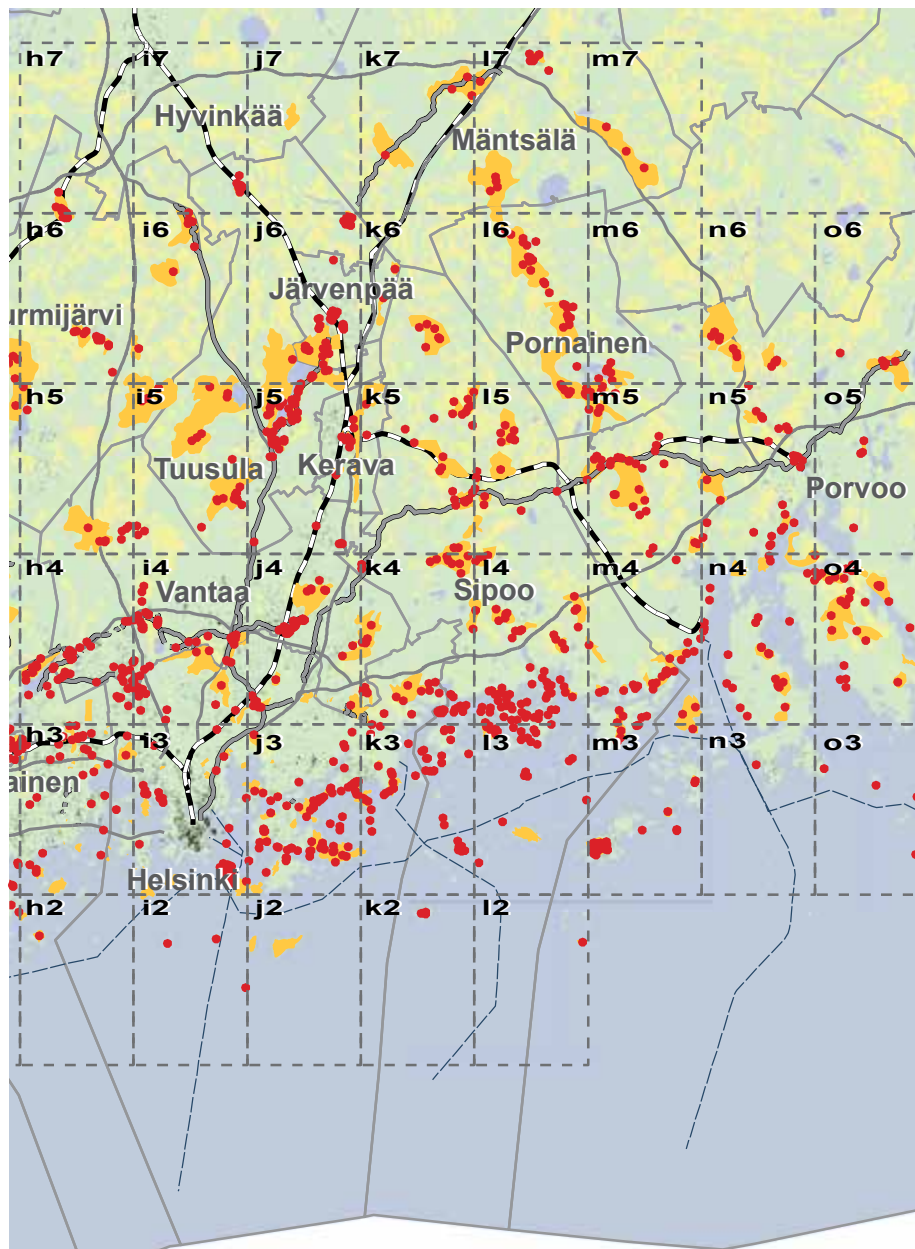 h7 i7 j7 k7 l7 m7
Hyvinkää
Mäntsälä
h6 i6 j6 k6 l6 m6 n6 o6
Järvenpää
urmijärvi
Pornainen
h5 i5 j5 k5 l5 m5 n5 o5
Tuusula Kerava
Porvoo
h4 i4 j4 k4 l4 m4 n4 o4
Vantaa Sipoo
h3 i3 j3 k3 l3 m3 n3 o3
ainen
Helsinki
h2 i2 j2 k2 l2